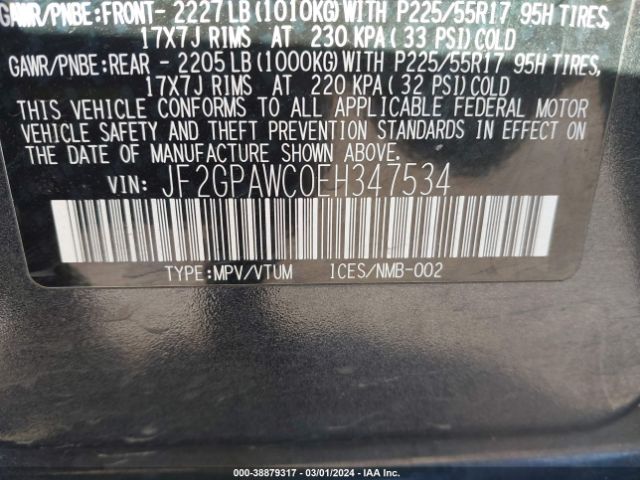 GAWR/PNBE:FRONT- 2227 LB (1010KG) WITH P225/55R17 95H TIRES,
17X7J RIMS AT 230 KPA (33 PSI) COLD
GAWR/PNBE:REAR - 2205 LB (1000KG) WITH P225/55R17 95H TIRES,
17X7J RIMS AT 220 KPA (32 PSI) COLD
THIS VEHICLE CONFORMS TO ALL APPLICABLE FEDERAL MOTOR
VEHICLE SAFETY AND THEFT PREVENTION STANDARDS IN EFFECT ON
THE DATE OF MANUFACTURE SHOWN ABOVE.
VIN: JF2GPAWC0EH347534
TYPE:MPV/VTUM ICES/NMB-002
000-38879317 - 03/01/2024 - IAA, Inc.